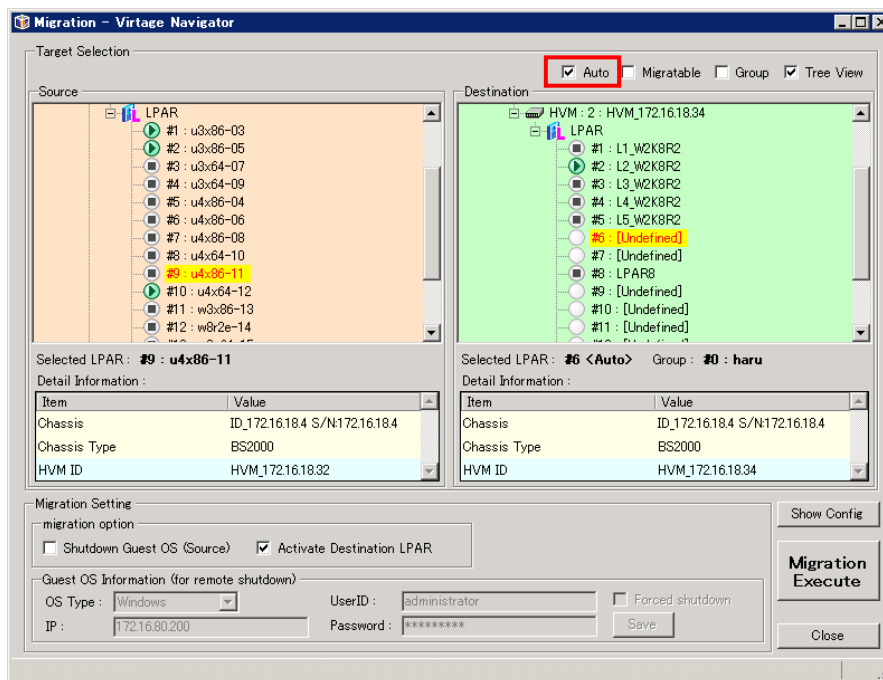 Migration - Virtage Navigator
Target Selection
Auto Migratable Group Tree View
Source
LPAR
#1 : u3x86-03
#2 : u3x86-05
#3 : u3x64-07
#4 : u3x64-09
#5 : u4x86-04
#6 : u4x86-06
#7 : u4x86-08
#8 : u4x64-10
#9 : u4x86-11
#10 : u4x64-12
#11 : w3x86-13
#12 : w8r2e-14
Selected LPAR : #9 : u4x86-11
Detail Information :
Item Value
Chassis ID_172.16.18.4 S/N:172.16.18.4
Chassis Type BS2000
HVM ID HVM_172.16.18.32
Destination
HVM : 2 : HVM_172.16.18.34
LPAR
#1 : L1_W2K8R2
#2 : L2_W2K8R2
#3 : L3_W2K8R2
#4 : L4_W2K8R2
#5 : L5_W2K8R2
#6 : [Undefined]
#7 : [Undefined]
#8 : LPAR8
#9 : [Undefined]
#10 : [Undefined]
#11 : [Undefined]
Selected LPAR : #6 <Auto> Group : #0 : haru
Detail Information :
Item Value
Chassis ID_172.16.18.4 S/N:172.16.18.4
Chassis Type BS2000
HVM ID HVM_172.16.18.34
Migration Setting
migration option
Shutdown Guest OS (Source) Activate Destination LPAR
Guest OS Information (for remote shutdown)
OS Type : Windows UserID : administrator Forced shutdown
IP : 172.16.80.200 Password : ********* Save
Show Config
Migration
Execute
Close